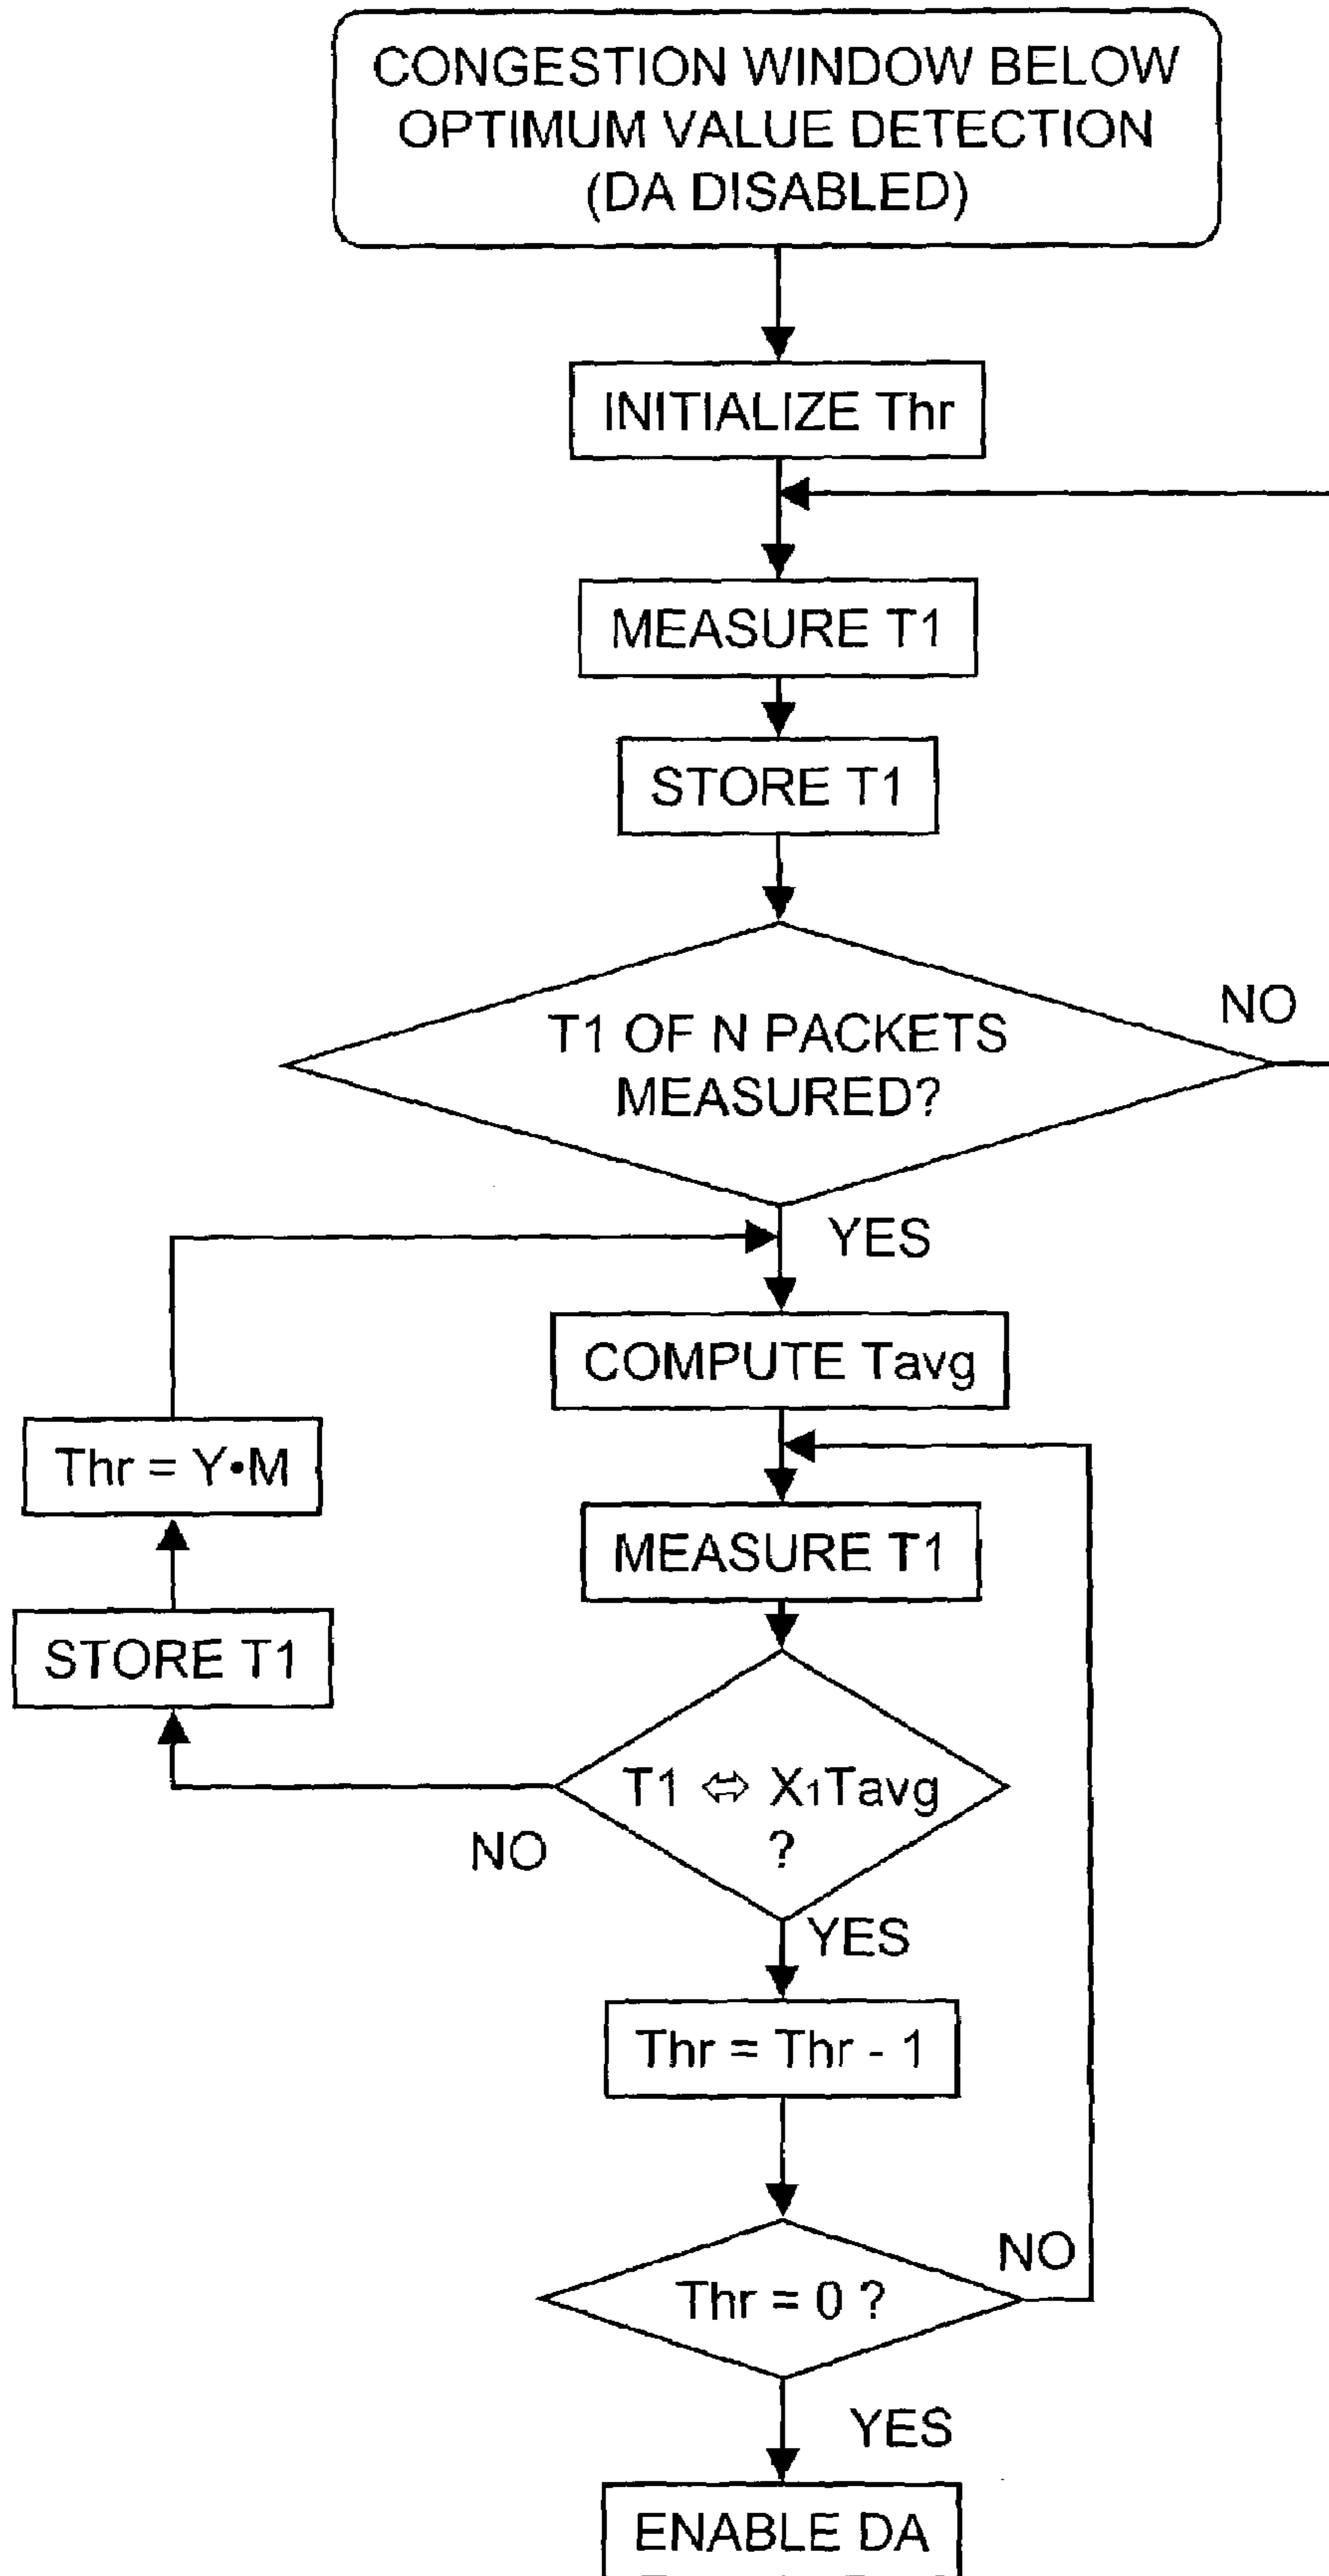 CONGESTION WINDOW BELOW
OPTIMUM VALUE DETECTION
(DA DISABLED)
INITIALIZE Thr
MEASURE T1
STORE T1
T1 OF N PACKETS
MEASURED?
NO
YES
COMPUTE Tavg
Thr = Y•M
MEASURE T1
STORE T1
T1 ⇔ X₁Tavg
?
NO
YES
Thr = Thr - 1
NO
Thr = 0 ?
YES
ENABLE DA